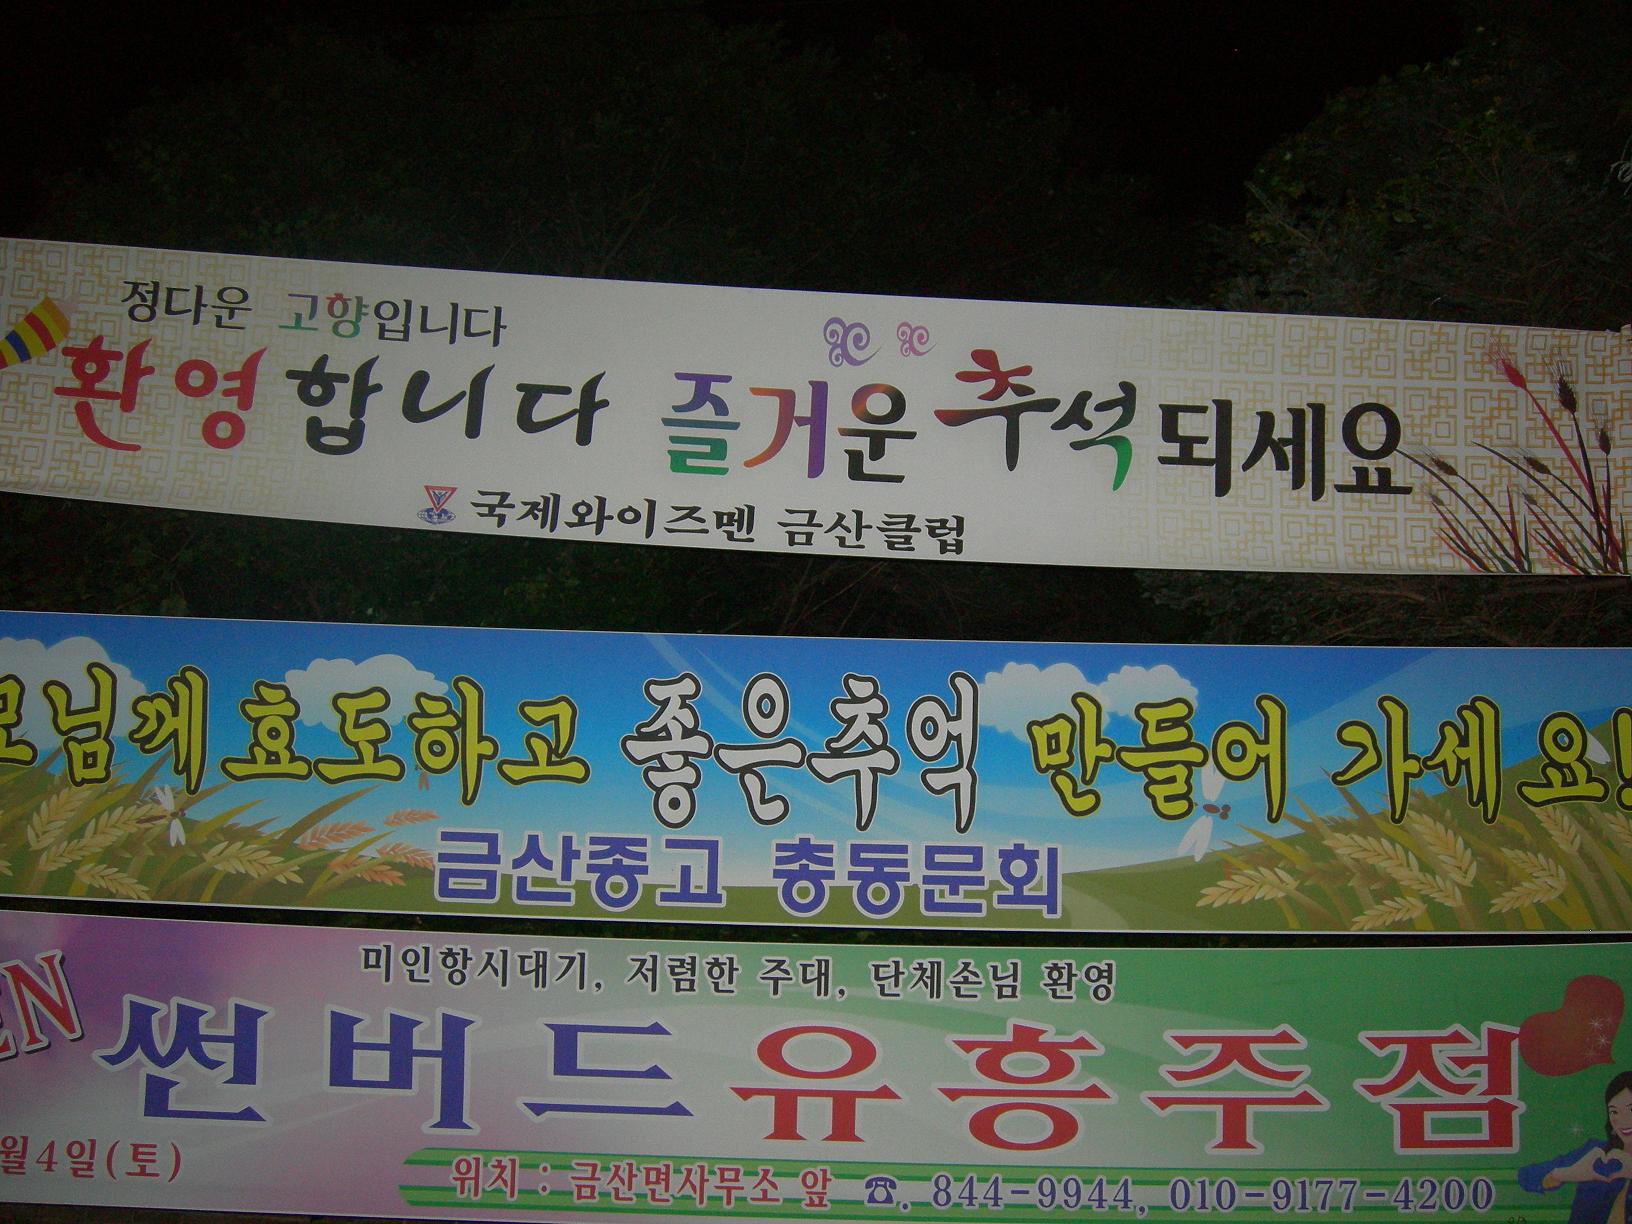 정다운 고향입니다
환영합니다 즐거운 추석 되세요
국제와이즈멘 금산클럽
모님께 효도하고 좋은추억 만들어 가세요!
금산종고 총동문회
EN
미인항시대기, 저렴한 주대, 단체손님 환영
썬버드유흥주점
월4일(토)
위치 : 금산면사무소 앞 ☎. 844-9944, 010-9177-4200